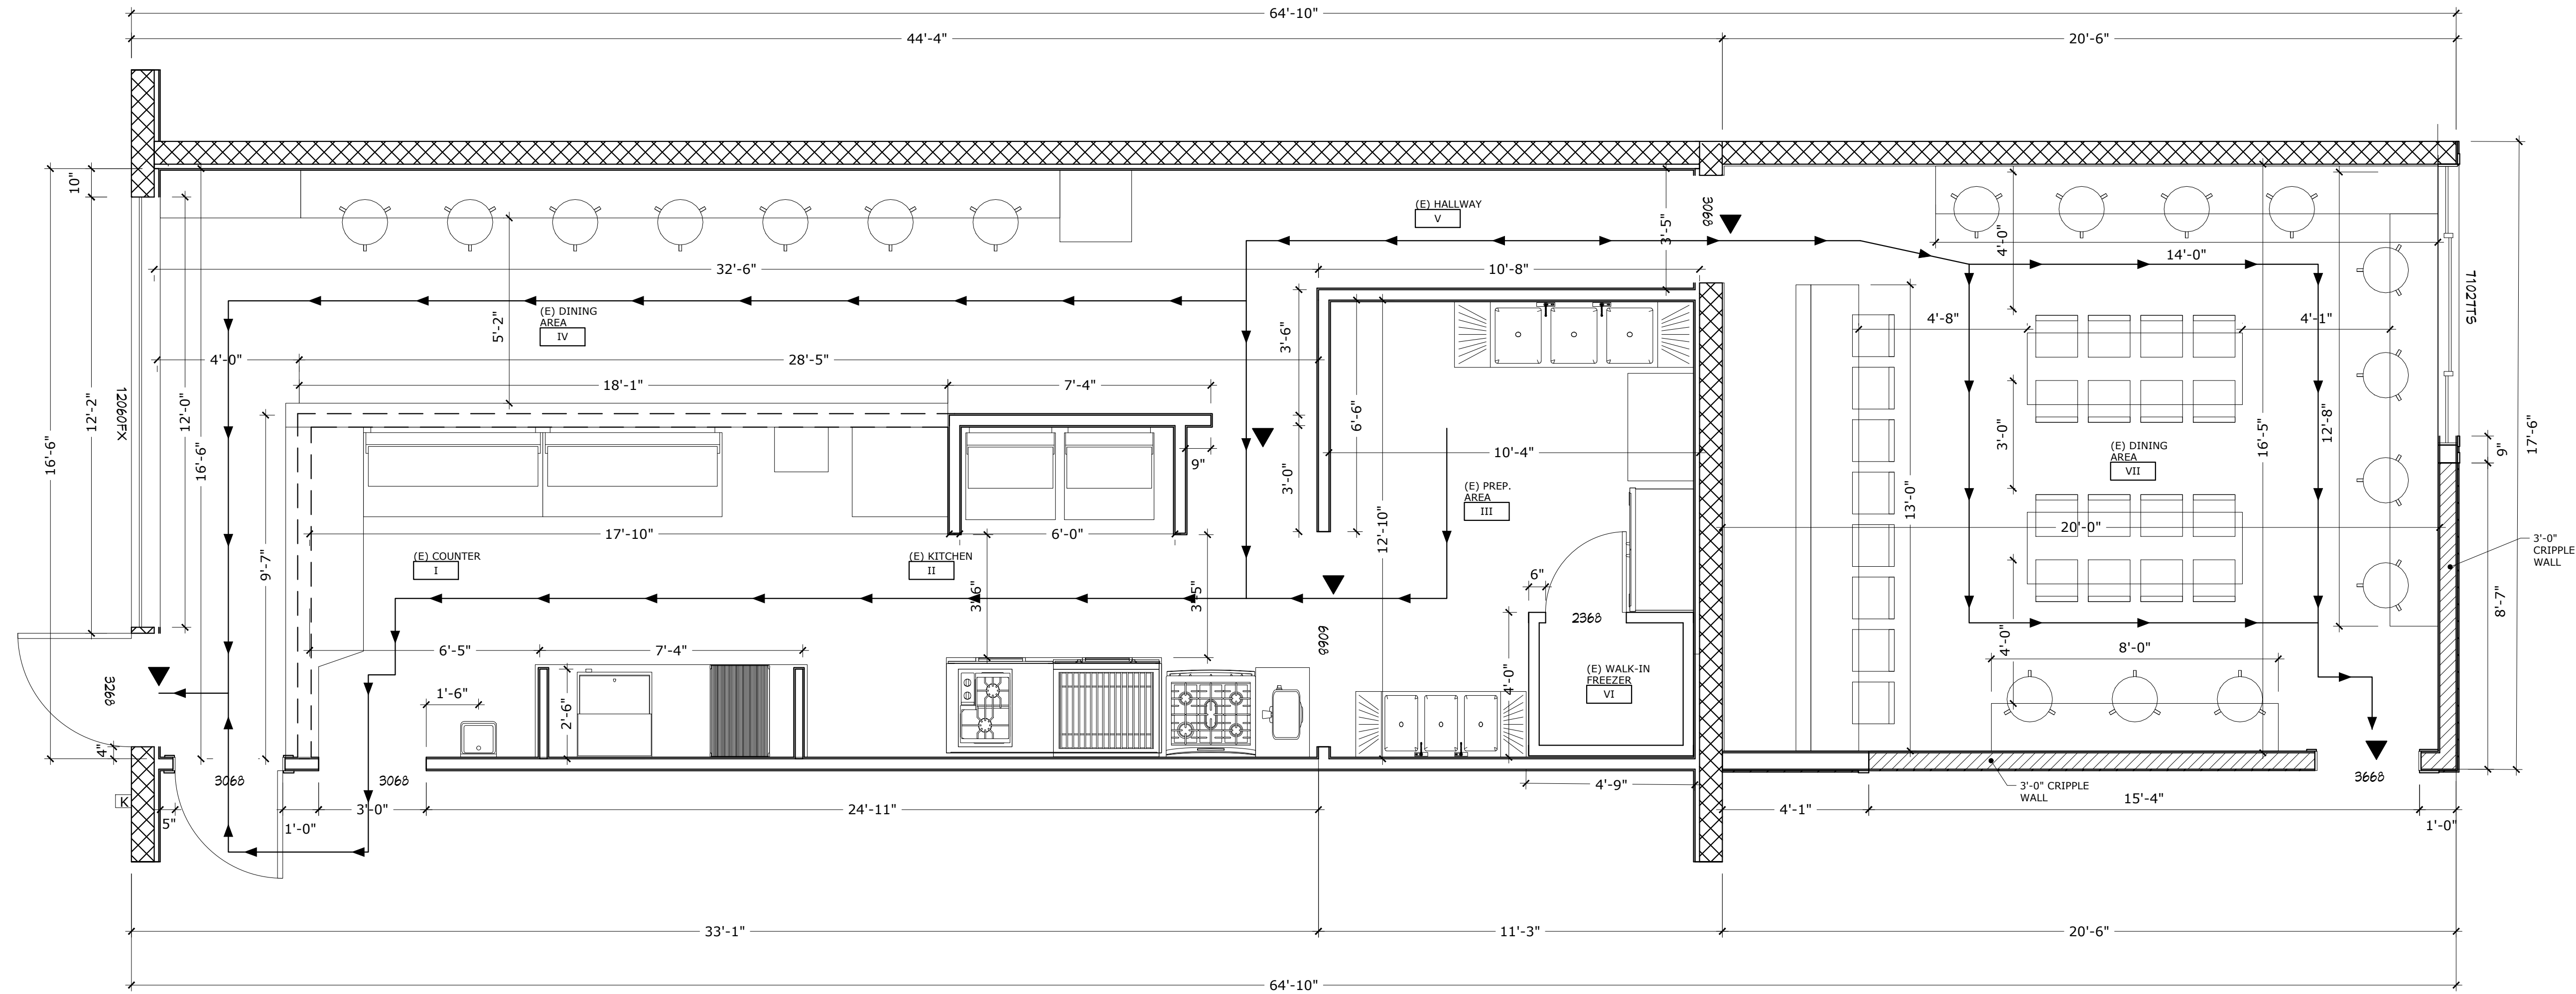 64'-10"
44'-4"
20'-6"
10"
(E) HALLWAY
V
3068
3'-5"
4'-0"
14'-0"
32'-6"
10'-8"
7102TS
(E) DINING
AREA
IV
5'-2"
3'-6"
4'-8"
4'-1"
4'-0"
28'-5"
18'-1"
7'-4"
12060FX
12'-2"
12'-0"
16'-6"
16'-6"
6'-6"
3'-0"
16'-5"
12'-8"
17'-6"
9"
(E) DINING
AREA
VII
10'-4"
9"
3'-0"
(E) PREP.
AREA
III
13'-0"
20'-0"
17'-10"
6'-0"
12'-10"
3'-0"
CRIPPLE
WALL
9'-7"
(E) COUNTER
I
(E) KITCHEN
II
3'-6"
3'-5"
6"
2368
8'-7"
6068
6'-5"
7'-4"
4'-0"
8'-0"
(E) WALK-IN
FREEZER
VI
4'-0"
3268
1'-6"
2'-6"
4"
3068
3068
3668
K
5"
1'-0"
3'-0"
24'-11"
4'-9"
4'-1"
3'-0" CRIPPLE
WALL
15'-4"
1'-0"
33'-1"
11'-3"
20'-6"
64'-10"